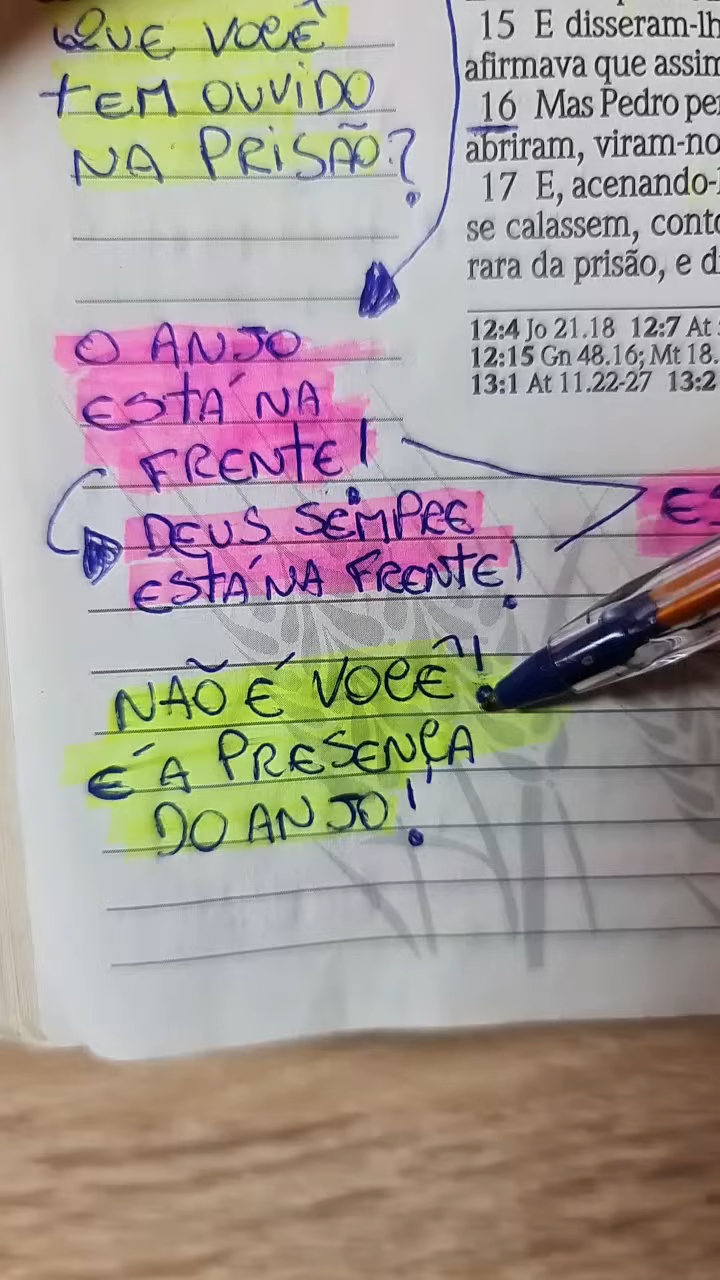 QUE VOCÊ
TEM OUVIDO
NA PRISÃO?
O ANJO
ESTÁ NA
FRENTE!
DEUS SEMPRE
ESTÁ NA FRENTE!
NÃO É VOCÊ!
É A PRESENÇA
DO ANJO!
15 E disseram-lh
afirmava que assim
16 Mas Pedro per
abriram, viram-no
17 E, acenando-l
se calassem, conto
rara da prisão, e d
12:4 Jo 21.18 12:7 At
12:15 Gn 48.16; Mt 18.
13:1 At 11.22-27 13:2
ES